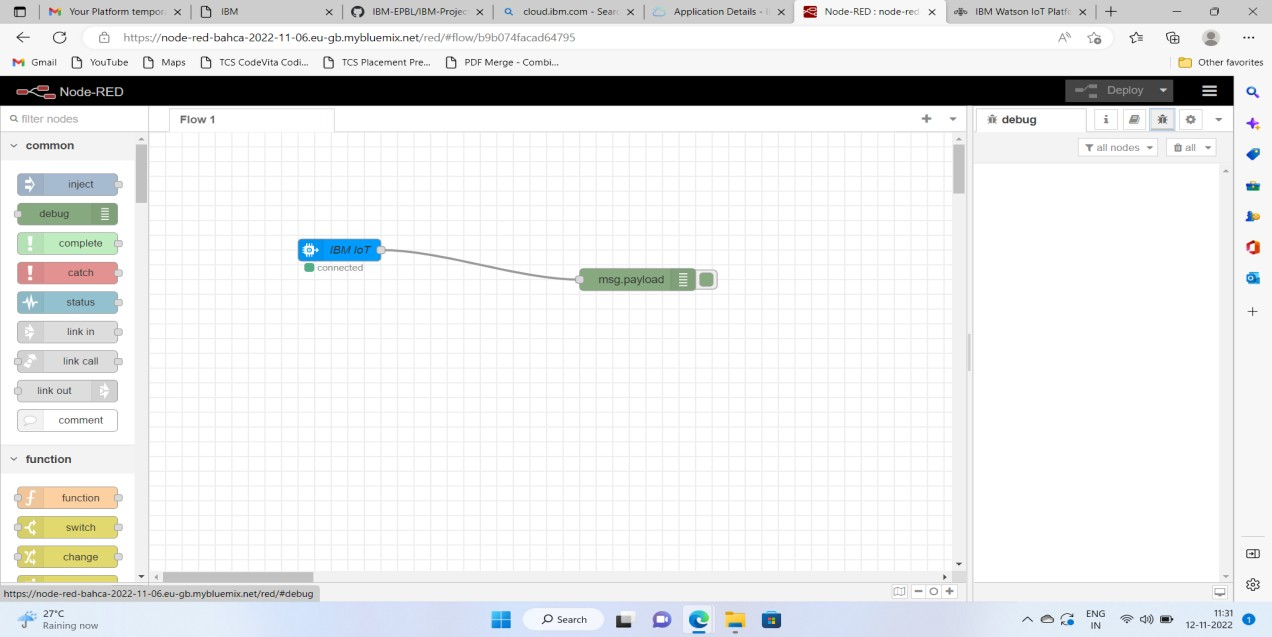 Your Platform tempor
IBM
IBM-EPBL/IBM-Projec
cloud.ibm.com - Sear
Application Details - I
Node-RED : node-red
IBM Watson IoT Platf
https://node-red-bahca-2022-11-06.eu-gb.mybluemix.net/red/#flow/b9b074facad64795
Gmail
YouTube
Maps
TCS CodeVita Codi...
TCS Placement Pre...
PDF Merge - Combi...
Other favorites
Node-RED
Deploy
filter nodes
Flow 1
debug
common
all nodes
all
inject
debug
complete
catch
status
link in
link call
link out
comment
function
function
switch
change
IBM IoT
connected
msg.payload
https://node-red-bahca-2022-11-06.eu-gb.mybluemix.net/red/#debug
27°C
Raining now
Search
ENG
IN
11:31
12-11-2022
1